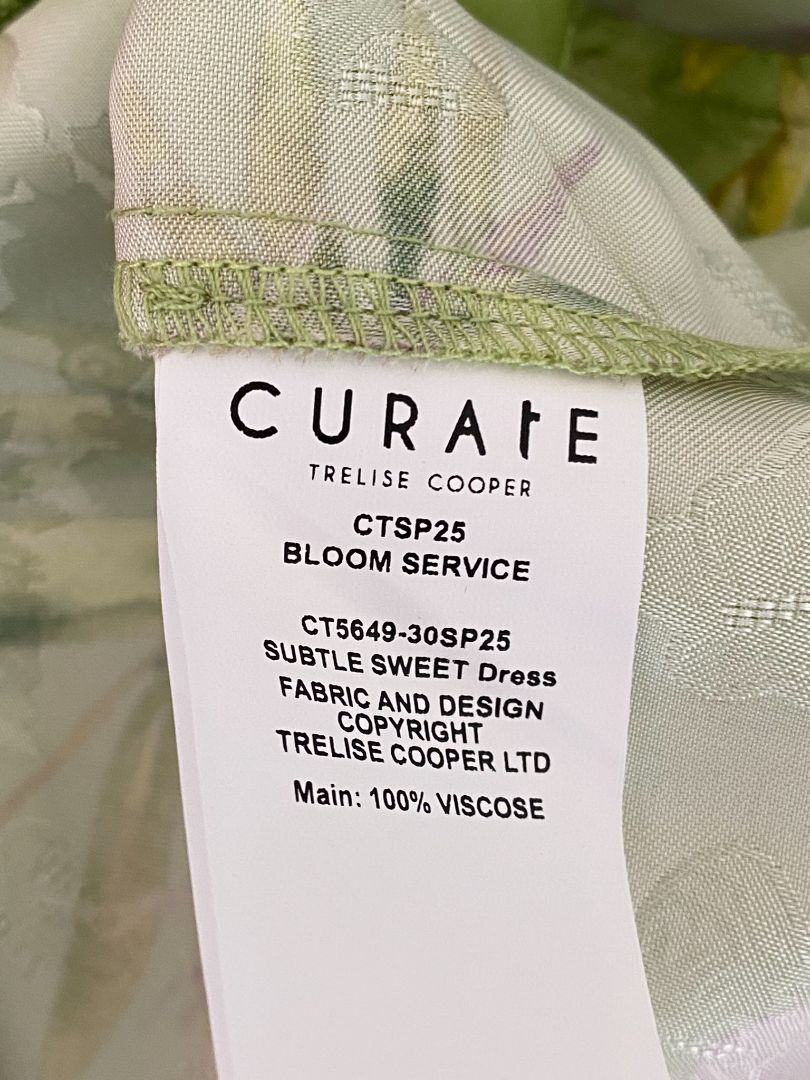 CURATE
TRELISE COOPER
CTSP25
BLOOM SERVICE
CT5649-30SP25
SUBTLE SWEET Dress
FABRIC AND DESIGN
COPYRIGHT
TRELISE COOPER LTD
Main: 100% VISCOSE